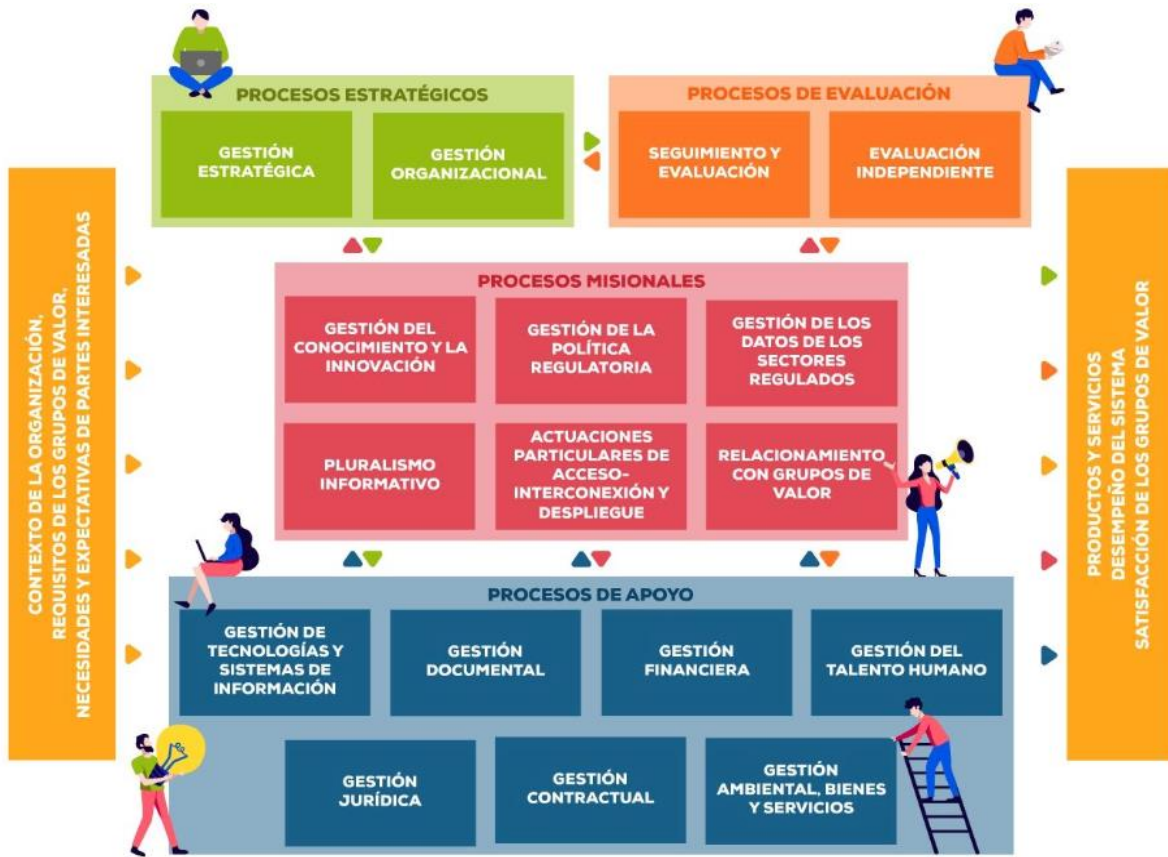 PROCESOS ESTRATÉGICOS
GESTIÓN
ESTRATÉGICA
GESTIÓN
ORGANIZACIONAL
PROCESOS DE EVALUACIÓN
SEGUIMIENTO Y
EVALUACIÓN
EVALUACIÓN
INDEPENDIENTE
CONTEXTO DE LA ORGANIZACIÓN,
REQUISITOS DE LOS GRUPOS DE VALOR,
NECESIDADES Y EXPECTATIVAS DE PARTES INTERESADAS
PROCESOS MISIONALES
GESTIÓN DEL
CONOCIMIENTO Y LA
INNOVACIÓN
GESTIÓN DE LA
POLÍTICA
REGULATORIA
GESTIÓN DE LOS
DATOS DE LOS
SECTORES
REGULADOS
PLURALISMO
INFORMATIVO
ACTUACIONES
PARTICULARES DE
ACCESO-
INTERCONEXIÓN Y
DESPLIEGUE
RELACIONAMIENTO
CON GRUPOS DE
VALOR
PROCESOS DE APOYO
GESTIÓN DE
TECNOLOGÍAS Y
SISTEMAS DE
INFORMACIÓN
GESTIÓN
DOCUMENTAL
GESTIÓN
FINANCIERA
GESTIÓN DEL
TALENTO HUMANO
GESTIÓN
JURÍDICA
GESTIÓN
CONTRACTUAL
GESTIÓN
AMBIENTAL, BIENES
Y SERVICIOS
PRODUCTOS Y SERVICIOS
DESEMPEÑO DEL SISTEMA
SATISFACCIÓN DE LOS GRUPOS DE VALOR